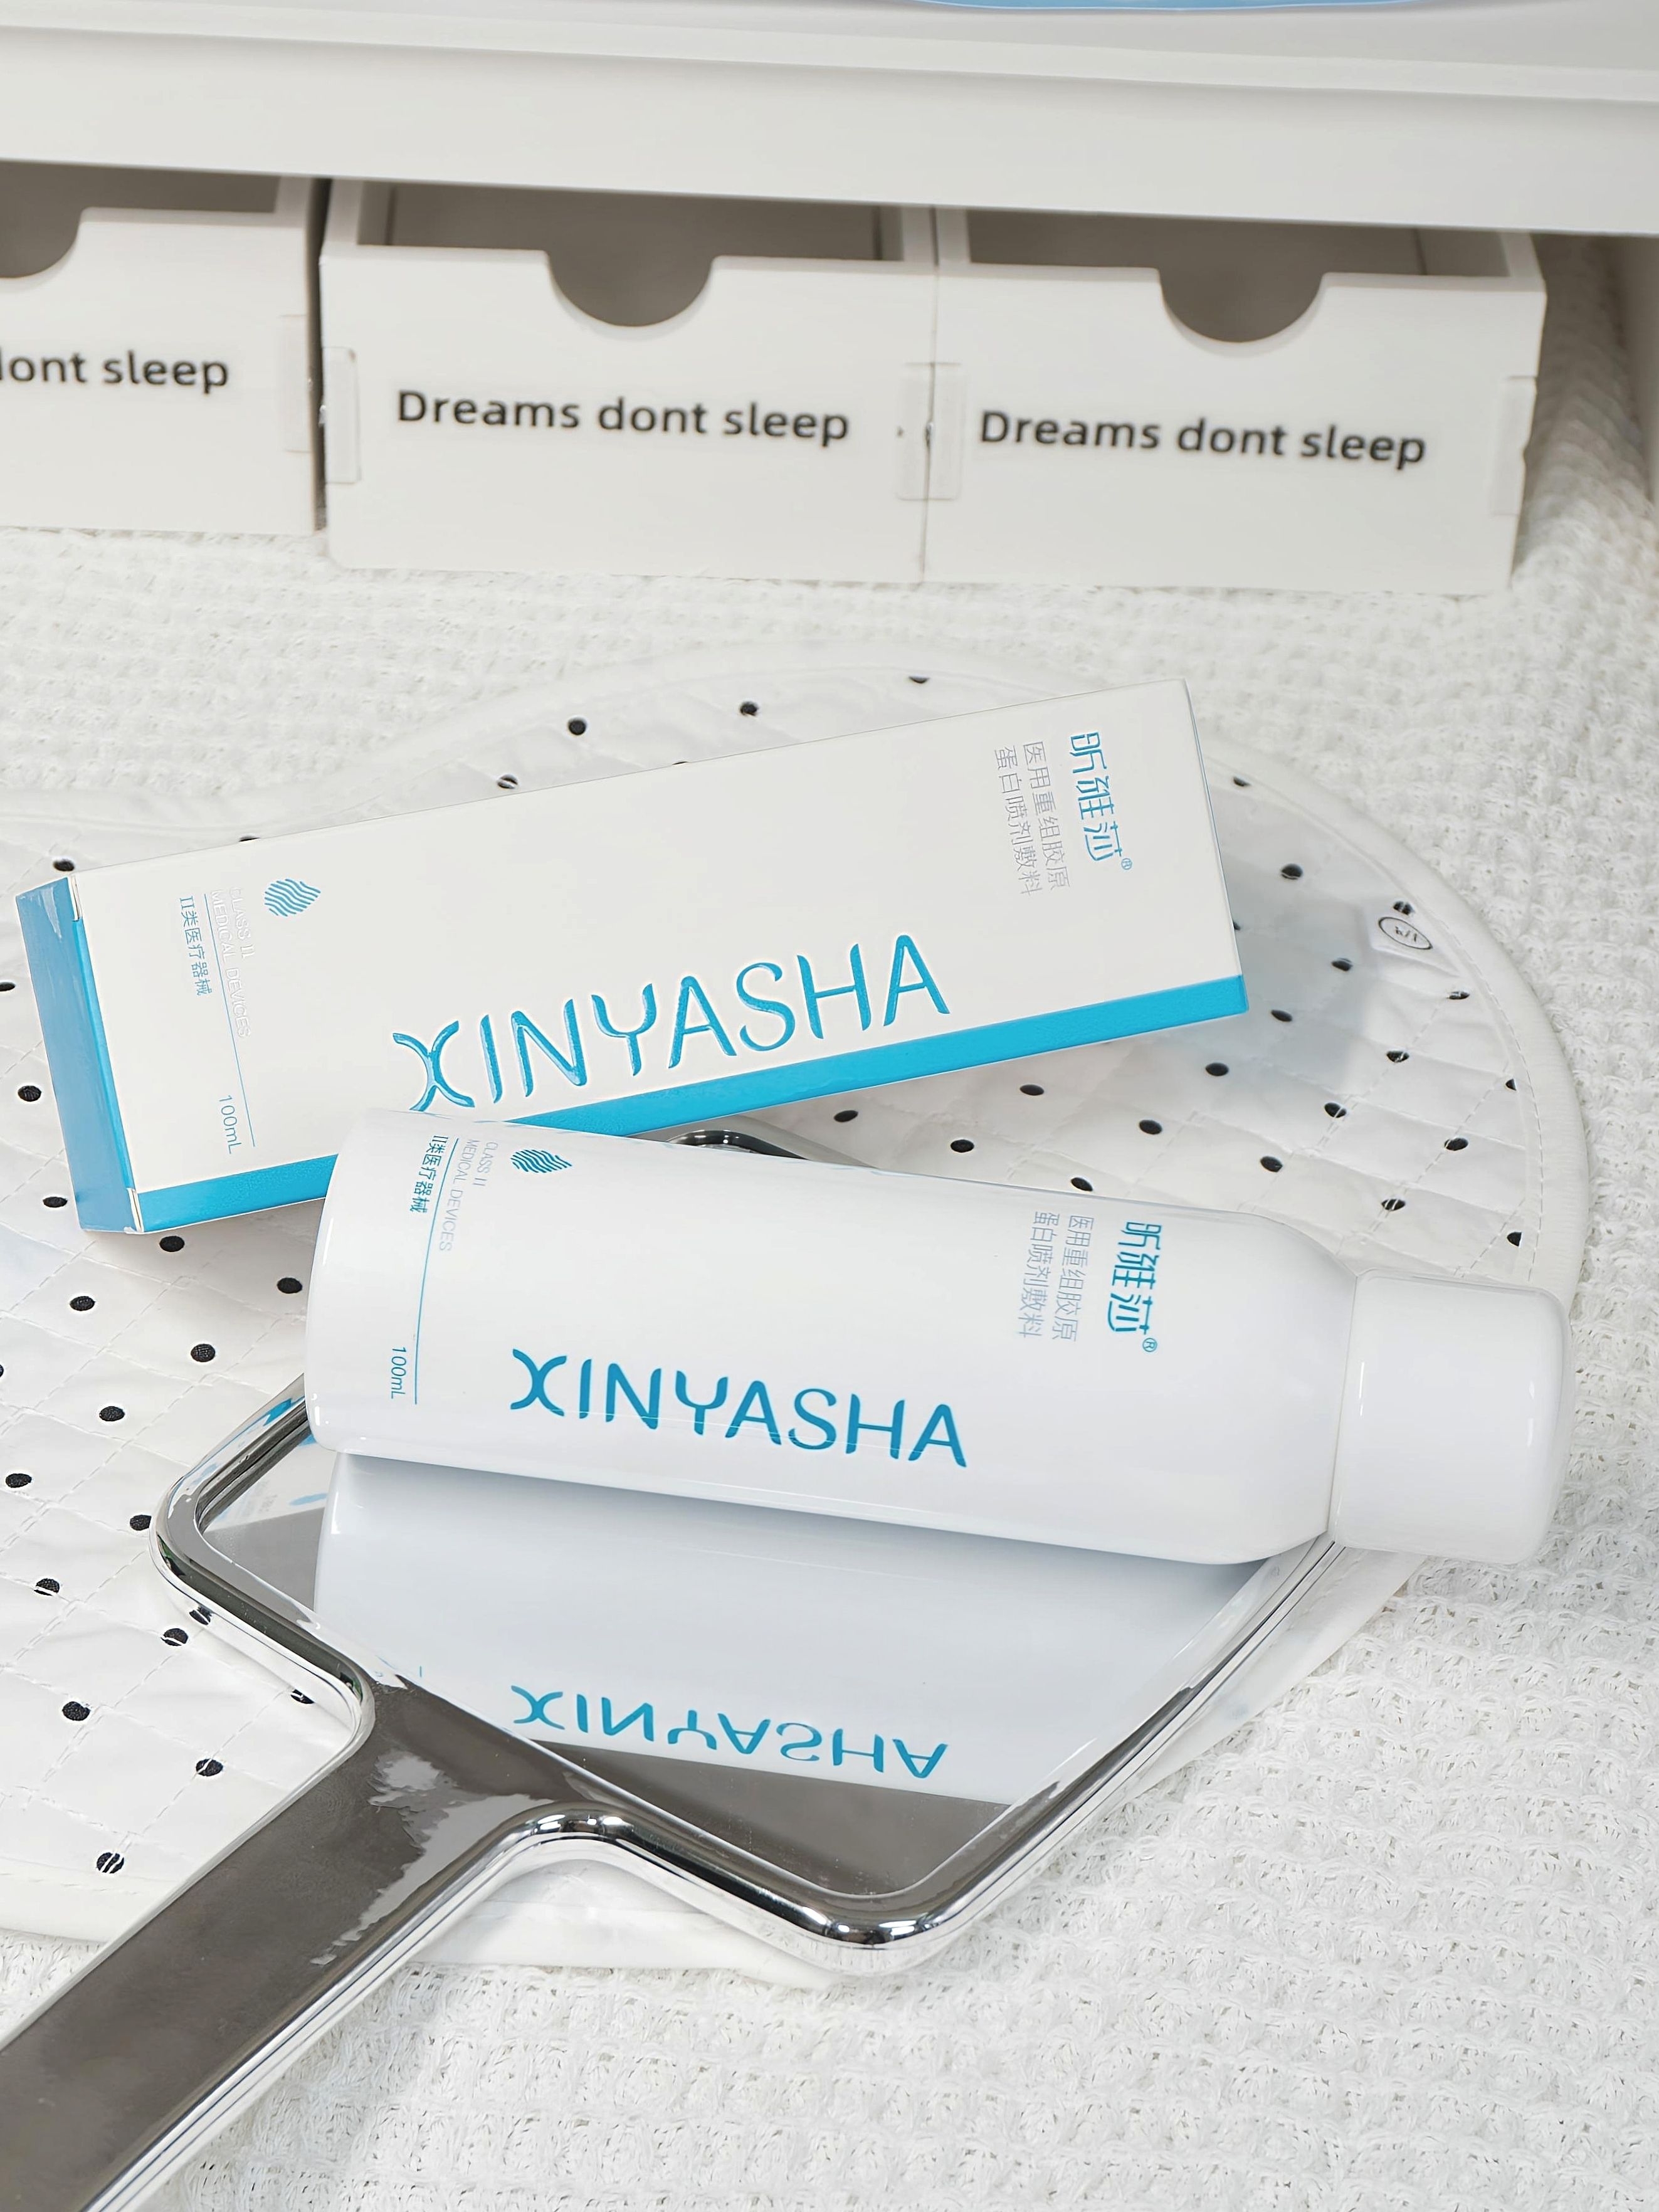 dont sleep
Dreams dont sleep
Dreams dont sleep
昕雅莎®
医用重组胶原
蛋白喷剂敷料
XINYASHA
CLASS II
MEDICAL DEVICES
II类医疗器械
100mL
昕雅莎®
医用重组胶原
蛋白喷剂敷料
XINYASHA
CLASS II
MEDICAL DEVICES
II类医疗器械
100mL
XINYASHA